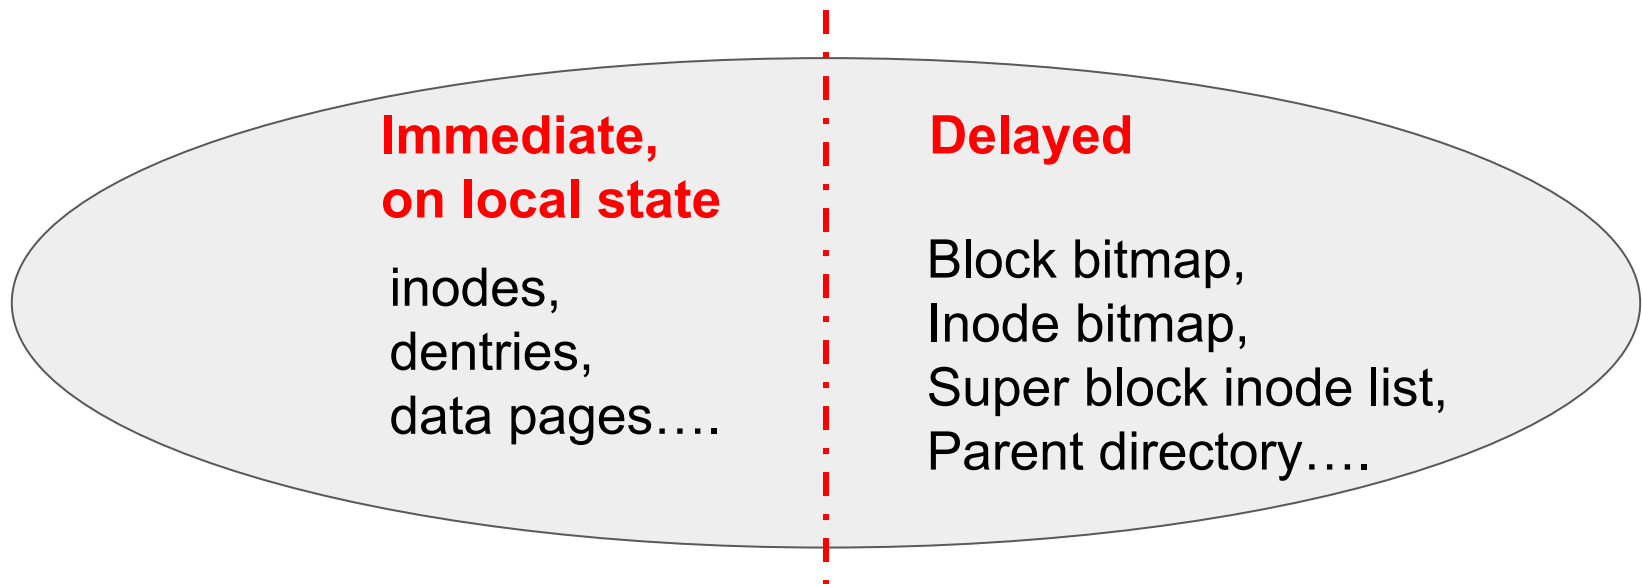 Immediate,
on local state
inodes,
dentries,
data pages….
Delayed
Block bitmap,
Inode bitmap,
Super block inode list,
Parent directory….